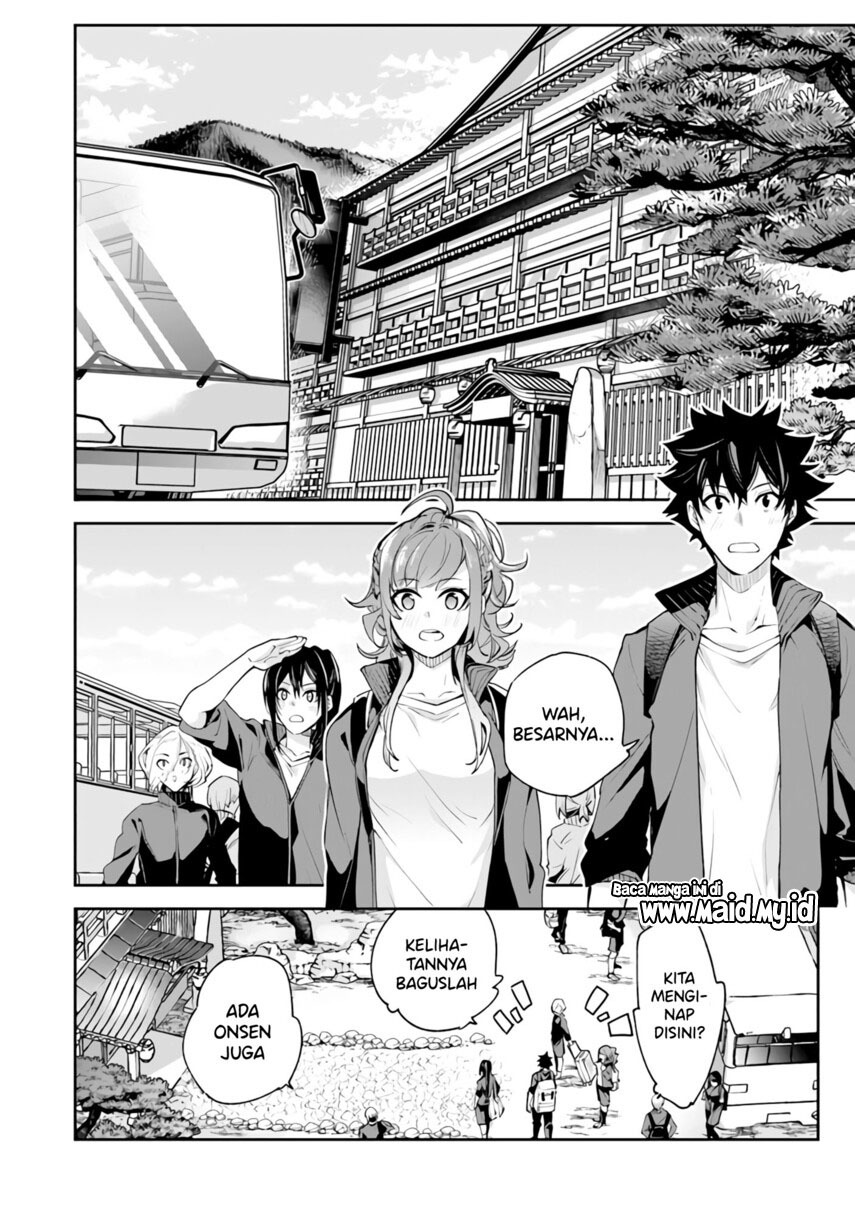 WAH,
BESARNYA...
Baca manga ini di
www.Maid.My.id
KITA
MENGI-
NAP
DISINI?
KELIHA-
TANNYA
BAGUSLAH
ADA
ONSEN
JUGA